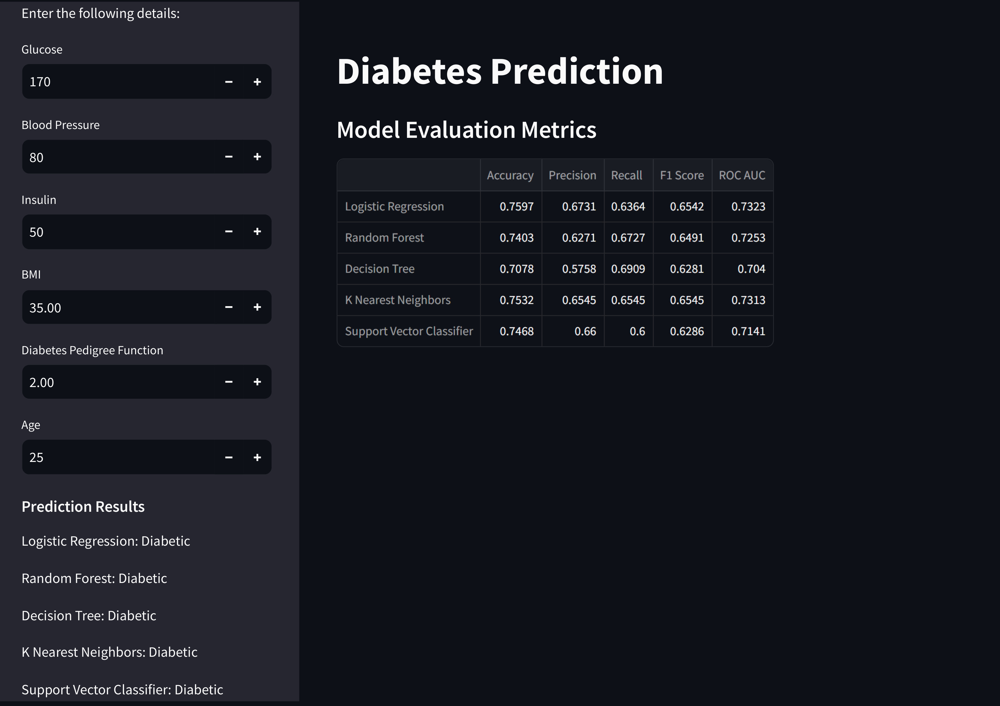 Enter the following details:
Glucose
170 − +
Blood Pressure
80 − +
Insulin
50 − +
BMI
35.00 − +
Diabetes Pedigree Function
2.00 − +
Age
25 − +
Prediction Results
Logistic Regression: Diabetic
Random Forest: Diabetic
Decision Tree: Diabetic
K Nearest Neighbors: Diabetic
Support Vector Classifier: Diabetic
Diabetes Prediction
Model Evaluation Metrics
Accuracy Precision Recall F1 Score ROC AUC
Logistic Regression 0.7597 0.6731 0.6364 0.6542 0.7323
Random Forest 0.7403 0.6271 0.6727 0.6491 0.7253
Decision Tree 0.7078 0.5758 0.6909 0.6281 0.704
K Nearest Neighbors 0.7532 0.6545 0.6545 0.6545 0.7313
Support Vector Classifier 0.7468 0.66 0.6 0.6286 0.7141